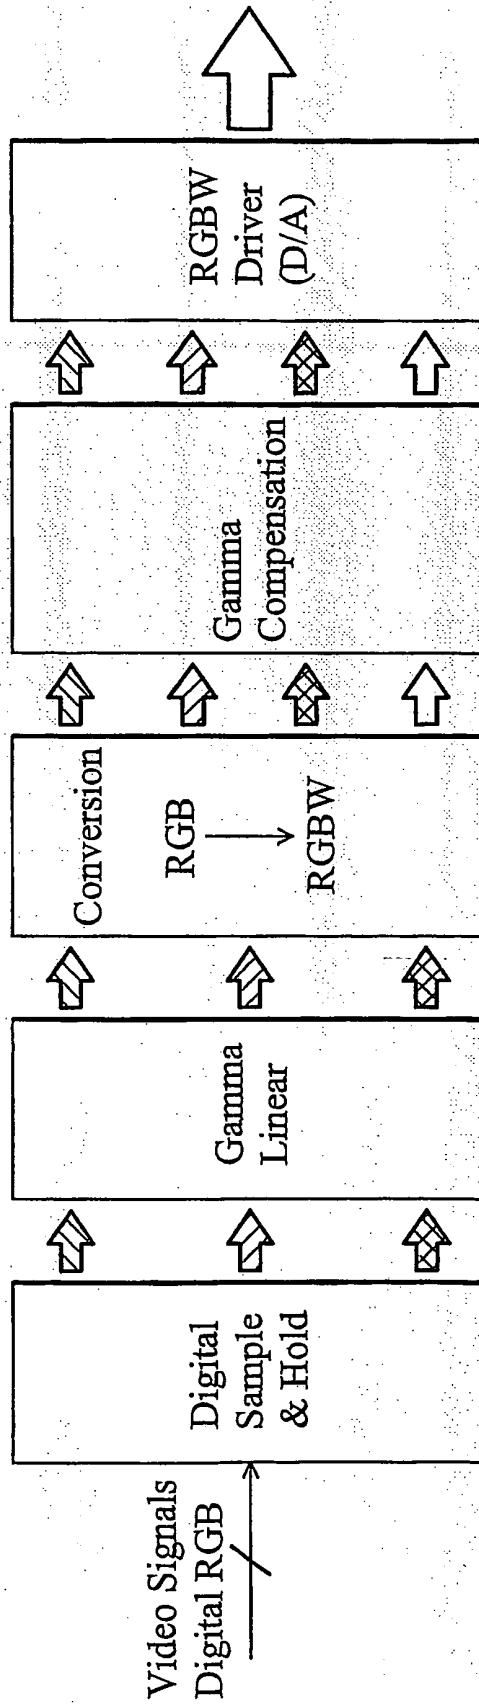 Video Signals
Digital RGB
Digital
Sample
& Hold
Gamma
Linear
Conversion
RGB
RGBW
Gamma
Compensation
RGBW
Driver
(D/A)